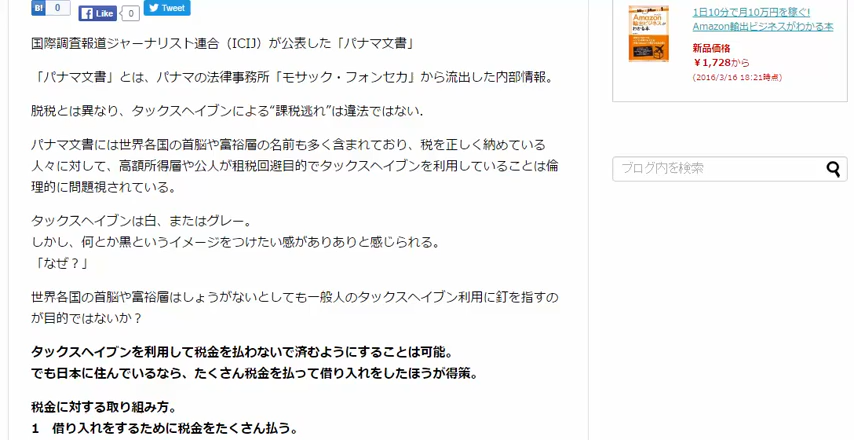 B! 0
Like 0
Tweet
国際調査報道ジャーナリスト連合（ICIJ）が公表した「パナマ文書」
「パナマ文書」とは、パナマの法律事務所「モサック・フォンセカ」から流出した内部情報。
脱税とは異なり、タックスヘイブンによる“課税逃れ”は違法ではない．
パナマ文書には世界各国の首脳や富裕層の名前も多く含まれており、税を正しく納めている
人々に対して、高額所得層や公人が租税回避目的でタックスヘイブンを利用していることは倫
理的に問題視されている。
タックスヘイブンは白、またはグレー。
しかし、何とか黒というイメージをつけたい感がありありと感じられる。
「なぜ？」
世界各国の首脳や富裕層はしょうがないとしても一般人のタックスヘイブン利用に釘を指すの
が目的ではないか？
タックスヘイブンを利用して税金を払わないで済むようにすることは可能。
でも日本に住んでいるなら、たくさん税金を払って借り入れをしたほうが得策。
税金に対する取り組み方。
1　借り入れをするために税金をたくさん払う。
Amazon
輸出ビジネスが
わかる本
1日10分で月10万円を稼ぐ!
Amazon輸出ビジネスがわかる本
新品価格
￥1,728から
(2016/3/16 18:21時点)
ブログ内を検索